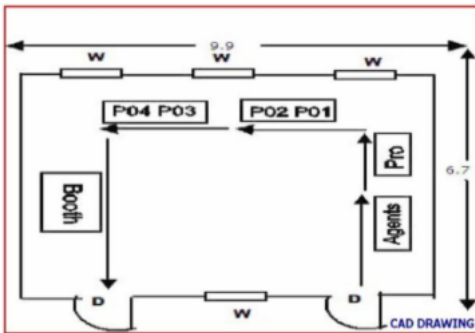 9.9
W W W
P04 P03 P02 P01
Pro
6.7
Booth
Agents
D D
W
CAD DRAWING